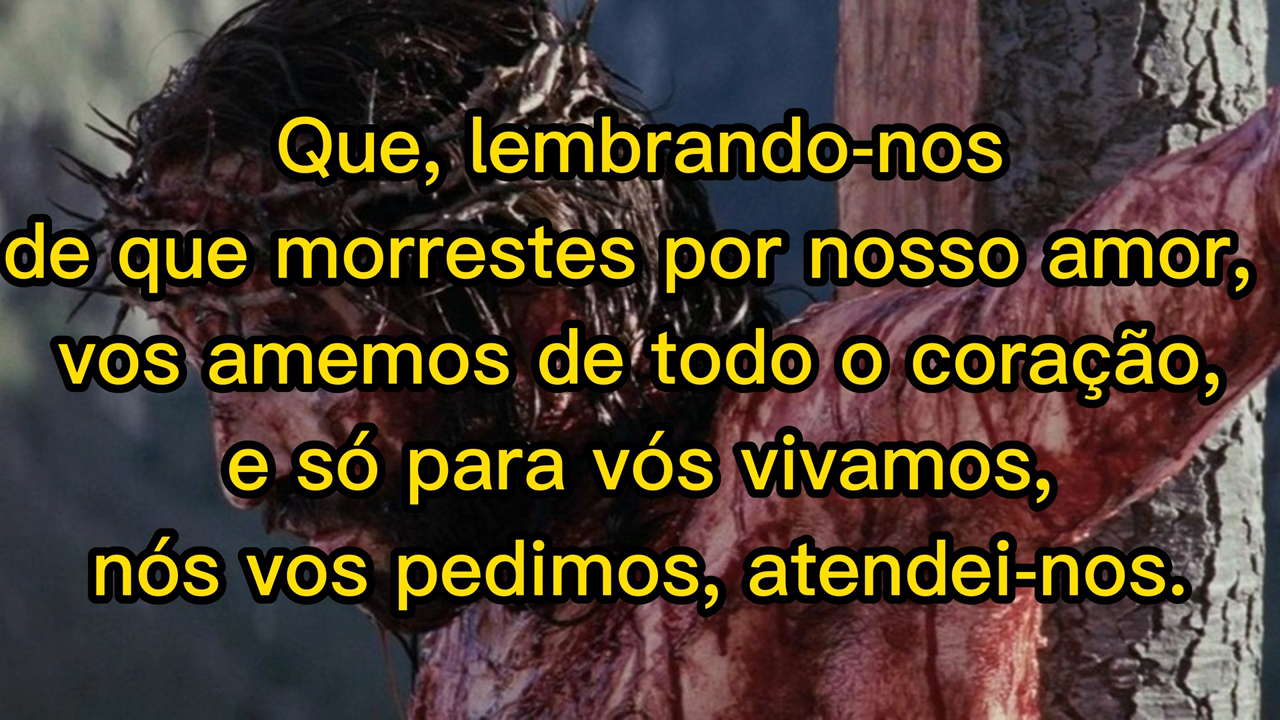 Que, lembrando-nos
de que morrestes por nosso amor,
vos amemos de todo o coração,
e só para vós vivamos,
nós vos pedimos, atendei-nos.